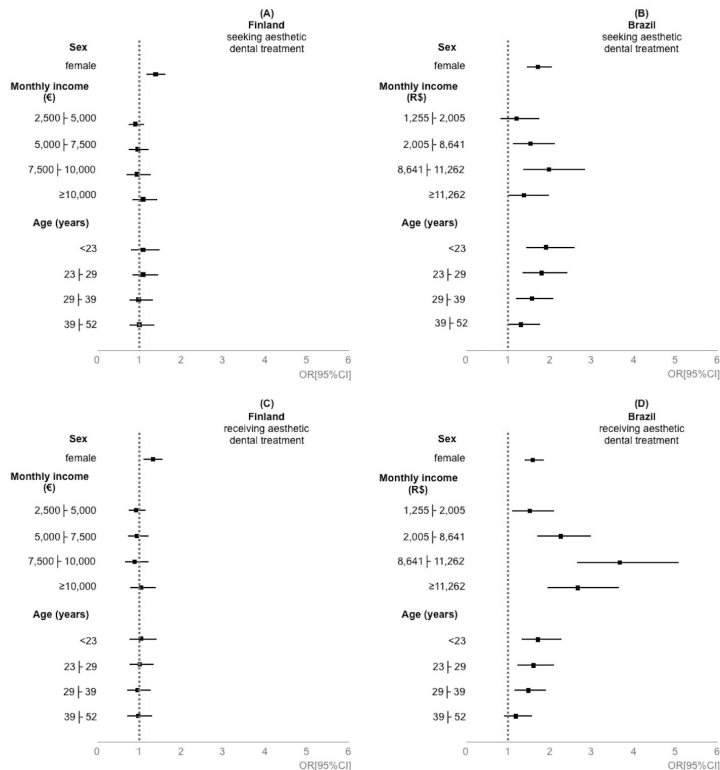 (A)
Finland
seeking aesthetic
dental treatment
Sex
female
Monthly income
(€)
2,500├ 5,000
5,000├ 7,500
7,500├ 10,000
≥10,000
Age (years)
<23
23├ 29
29├ 39
39├ 52
0 1 2 3 4 5 6
OR[95%CI]
(B)
Brazil
seeking aesthetic
dental treatment
Sex
female
Monthly income
(R$)
1,255├ 2,005
2,005├ 8,641
8,641├ 11,262
≥11,262
Age (years)
<23
23├ 29
29├ 39
39├ 52
0 1 2 3 4 5 6
OR[95%CI]
(C)
Finland
receiving aesthetic
dental treatment
Sex
female
Monthly income
(€)
2,500├ 5,000
5,000├ 7,500
7,500├ 10,000
≥10,000
Age (years)
<23
23├ 29
29├ 39
39├ 52
0 1 2 3 4 5 6
OR[95%CI]
(D)
Brazil
receiving aesthetic
dental treatment
Sex
female
Monthly income
(R$)
1,255├ 2,005
2,005├ 8,641
8,641├ 11,262
≥11,262
Age (years)
<23
23├ 29
29├ 39
39├ 52
0 1 2 3 4 5 6
OR[95%CI]